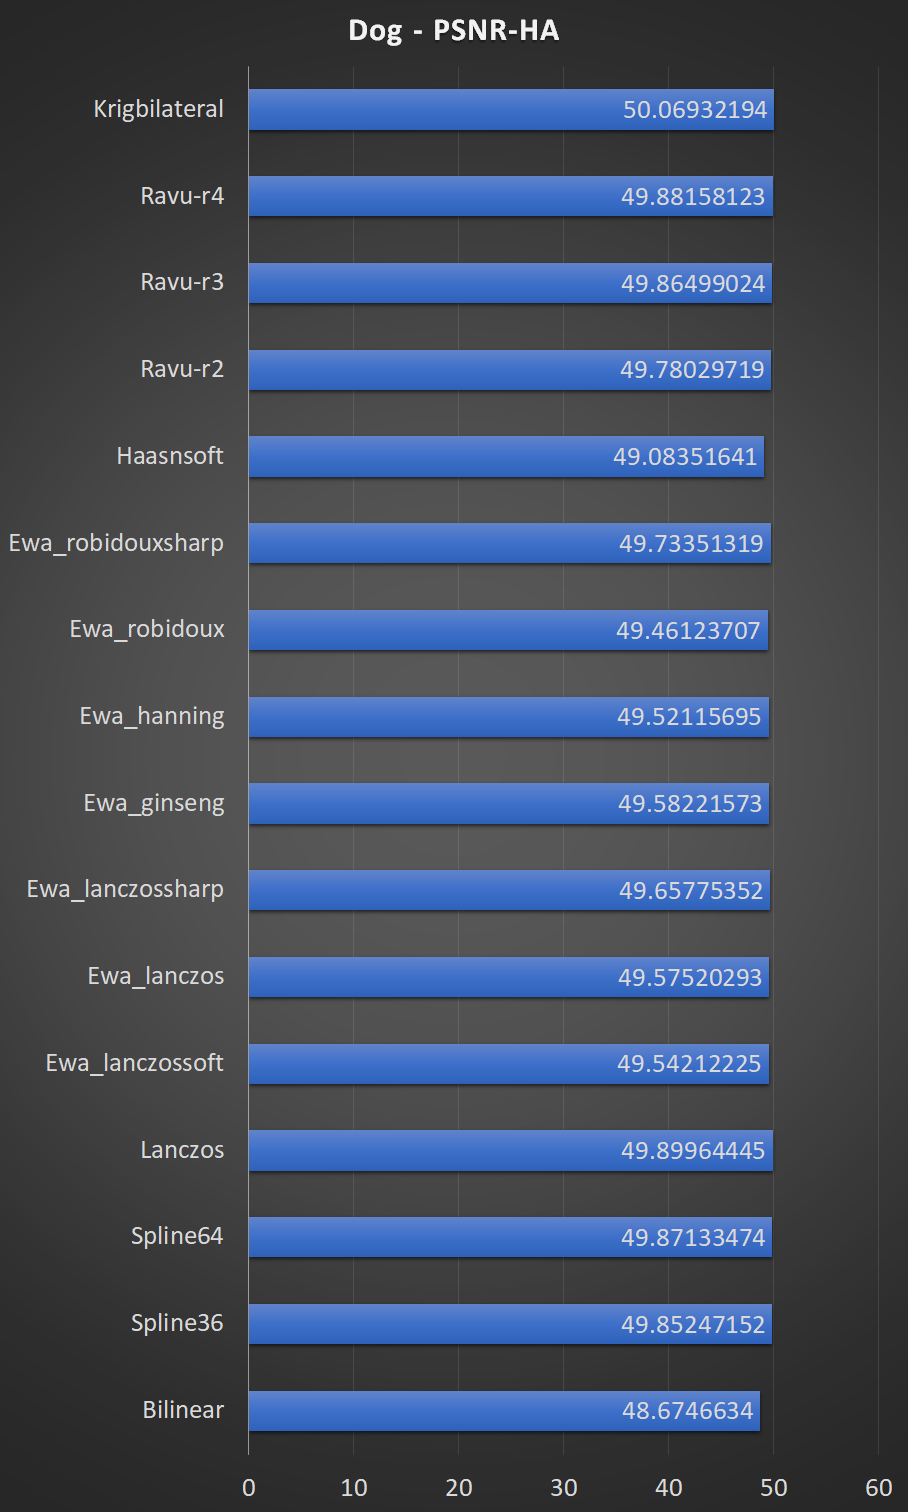 Dog - PSNR-HA
Krigbilateral 50.06932194
Ravu-r4 49.88158123
Ravu-r3 49.86499024
Ravu-r2 49.78029719
Haasnsoft 49.08351641
Ewa_robidouxsharp 49.73351319
Ewa_robidoux 49.46123707
Ewa_hanning 49.52115695
Ewa_ginseng 49.58221573
Ewa_lanczossharp 49.65775352
Ewa_lanczos 49.57520293
Ewa_lanczossoft 49.54212225
Lanczos 49.89964445
Spline64 49.87133474
Spline36 49.85247152
Bilinear 48.6746634
0 10 20 30 40 50 60